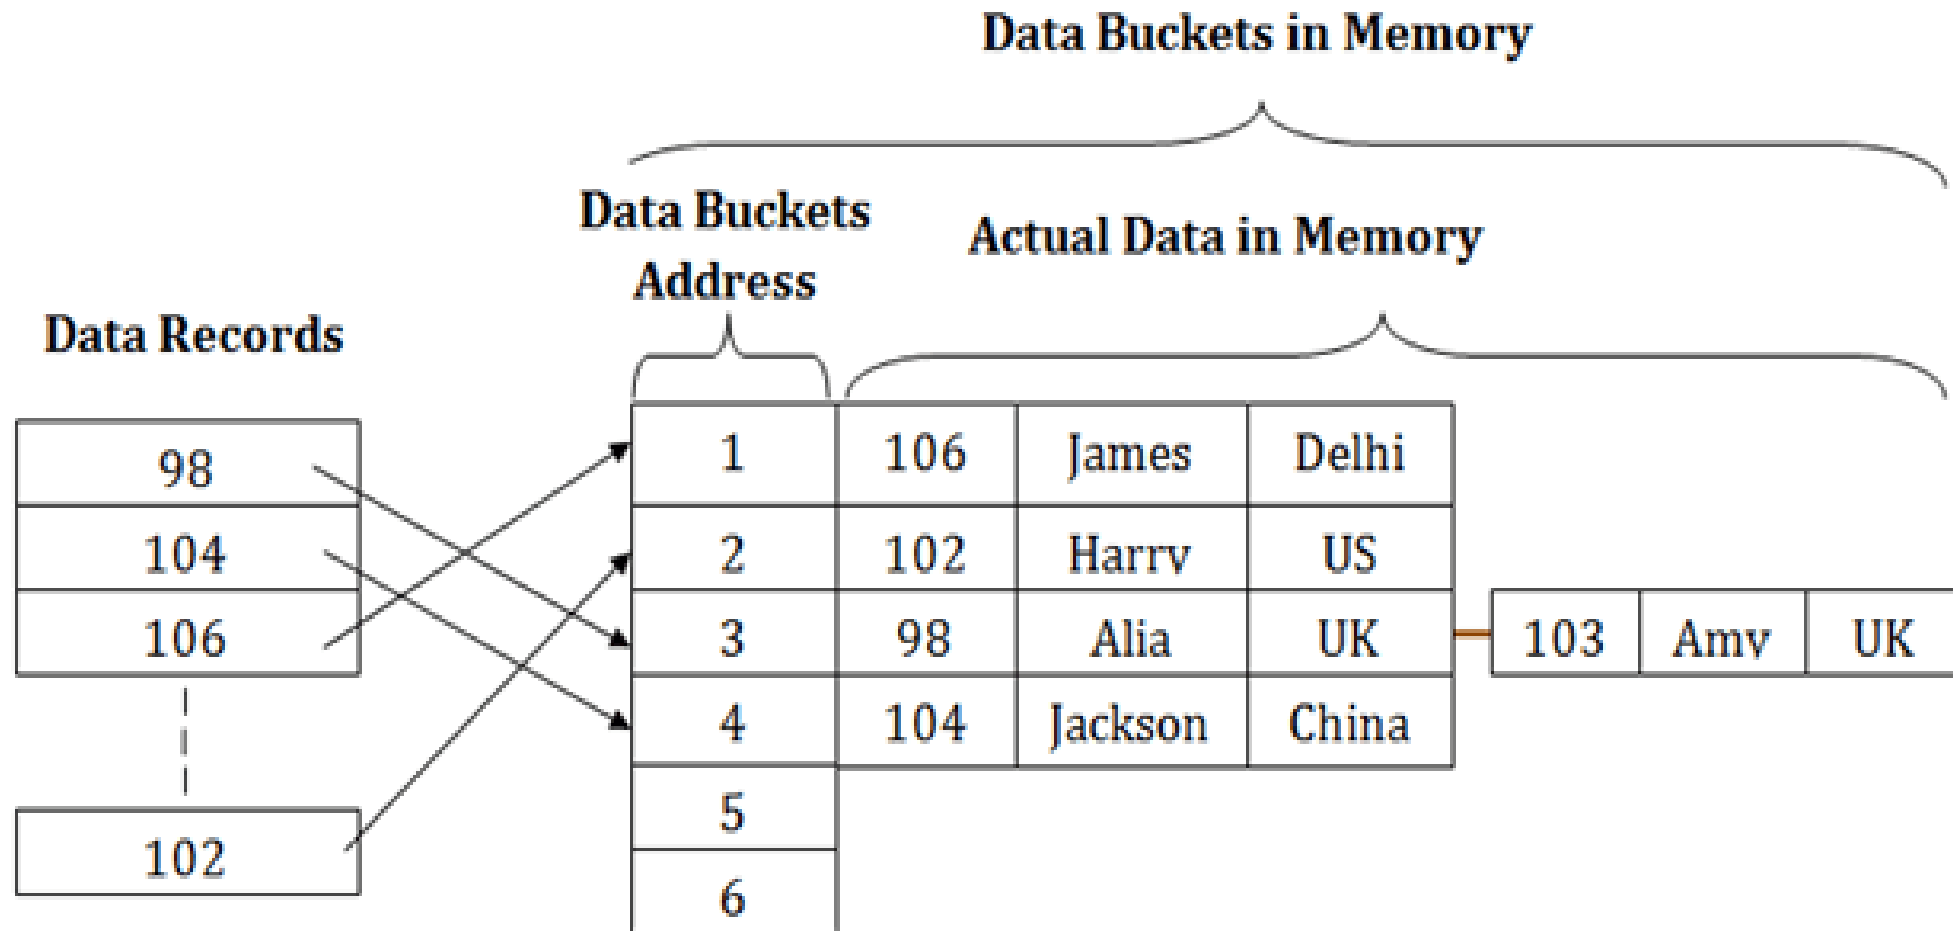 Data Buckets in Memory
Data Buckets
Address
Actual Data in Memory
Data Records
98
104
106
102
1 106 James Delhi
2 102 Harry US
3 98 Alia UK 103 Amy UK
4 104 Jackson China
5
6